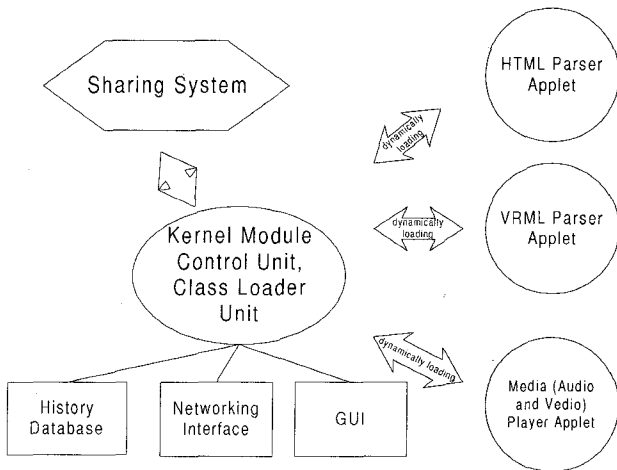 Sharing System
HTML Parser
Applet
dynamically
loading
Kernel Module
Control Unit,
Class Loader
Unit
dynamically
loading
VRML Parser
Applet
dynamically loading
History
Database
Networking
Interface
GUI
Media (Audio
and Vedio)
Player Applet